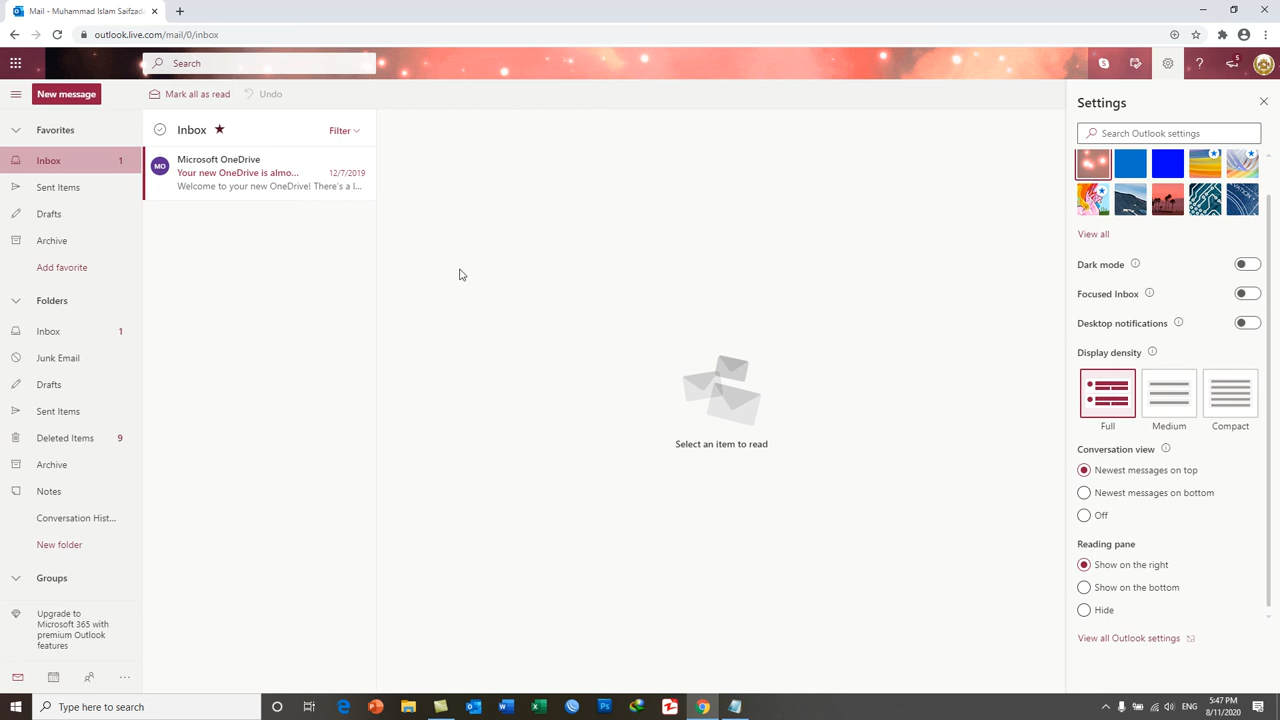 Mail - Muhammad Islam Saifzad
outlook.live.com/mail/0/inbox
Search
5
New message
Mark all as read
Undo
Favorites
Inbox 1
Sent Items
Drafts
Archive
Add favorite
Folders
Inbox 1
Junk Email
Drafts
Sent Items
Deleted Items 9
Archive
Notes
Conversation Hist...
New folder
Groups
Upgrade to
Microsoft 365 with
premium Outlook
features
Inbox
Filter
MO
Microsoft OneDrive
Your new OneDrive is almo... 12/7/2019
Welcome to your new OneDrive! There's a l...
Select an item to read
Settings
Search Outlook settings
View all
Dark mode
Focused Inbox
Desktop notifications
Display density
Full Medium Compact
Conversation view
Newest messages on top
Newest messages on bottom
Off
Reading pane
Show on the right
Show on the bottom
Hide
View all Outlook settings
Type here to search
ENG
5:47 PM
8/11/2020